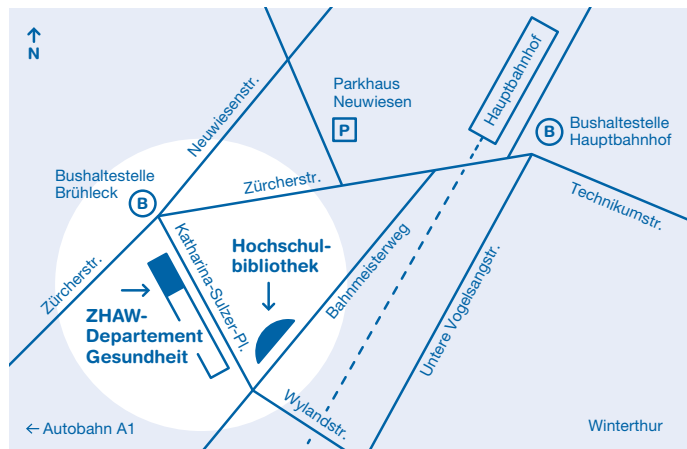 N
Neuwiesenstr.
Parkhaus
Neuwiesen
P
Hauptbahnhof
B
Bushaltestelle
Hauptbahnhof
Bushaltestelle
Brühleck
B
Zürcherstr.
Technikumstr.
Zürcherstr.
Katharina-Sulzer-Pl.
Hochschul-
bibliothek
Bahnmeisterweg
Untere Vogelsangstr.
ZHAW-
Departement
Gesundheit
Wylandstr.
← Autobahn A1
Winterthur